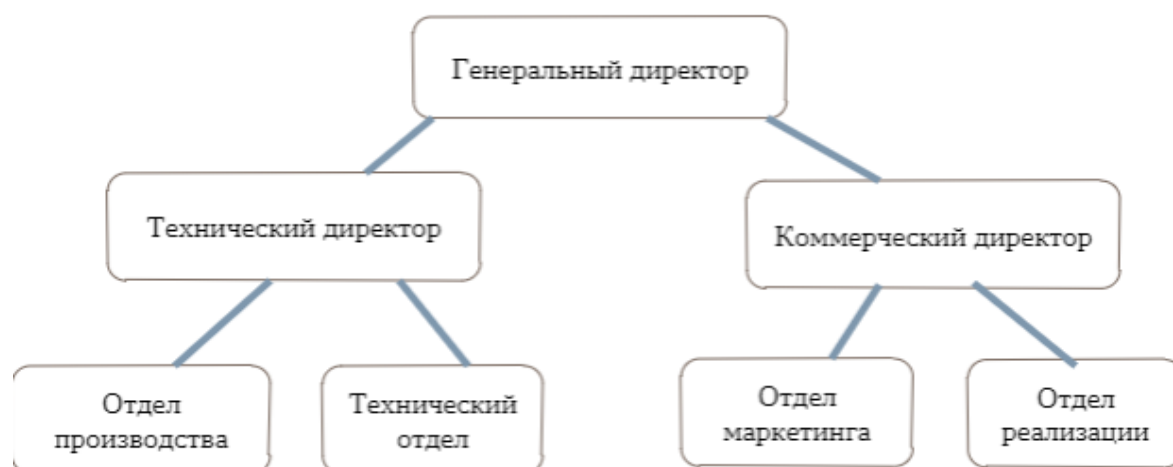 Генеральный директор
Технический директор
Коммерческий директор
Отдел
производства
Технический
отдел
Отдел
маркетинга
Отдел
реализации